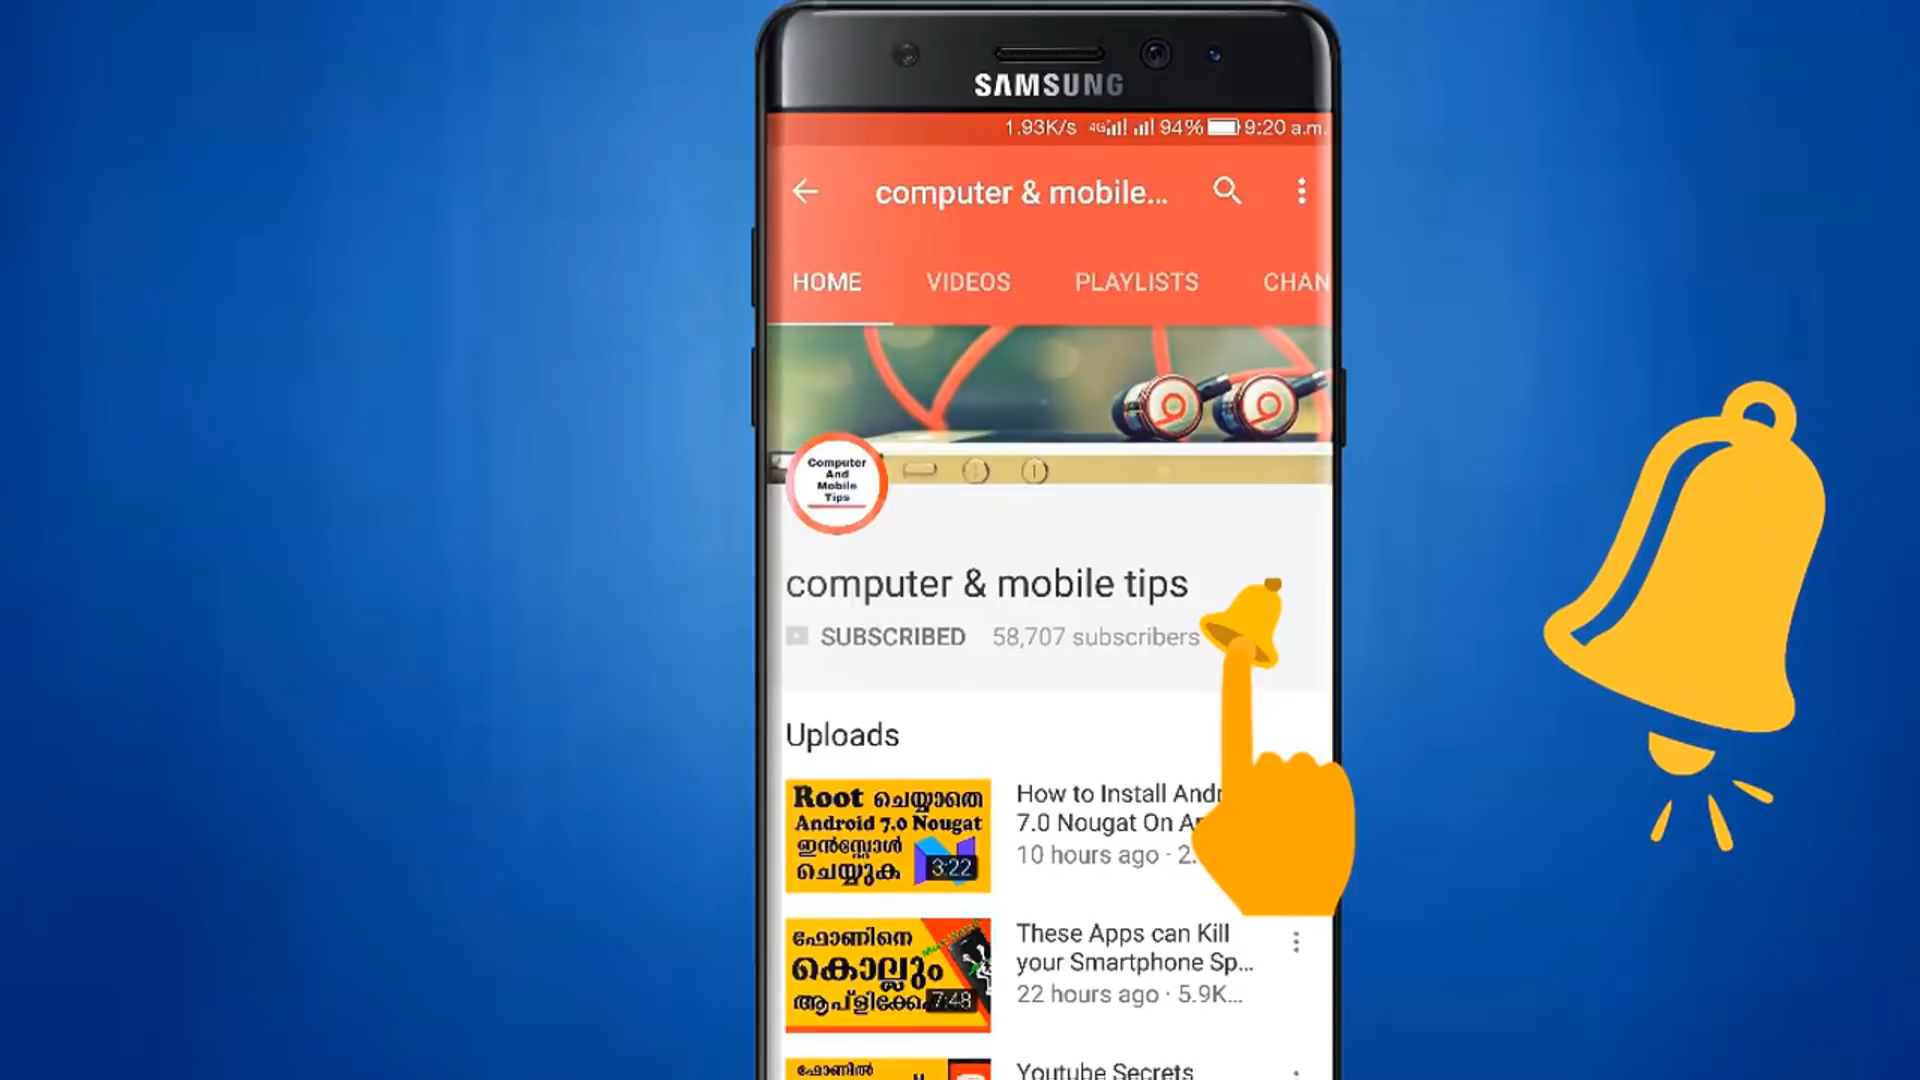 SAMSUNG
1.93K/s 4G 94% 9:20 a.m.
computer & mobile...
HOME VIDEOS PLAYLISTS CHAN
Computer
And
Mobile
Tips
computer & mobile tips
SUBSCRIBED 58,707 subscribers
Uploads
Root ചെയ്യാതെ
Android 7.0 Nougat
ഇൻസ്റ്റോൾ
ചെയ്യുക
3:22
How to Install Andr
7.0 Nougat On
10 hours ago · 2.
ഫോണിനെ
കൊല്ലും
7:48
These Apps can Kill
your Smartphone Sp...
22 hours ago · 5.9K...
ഫോണിൽ
Youtube Secrets